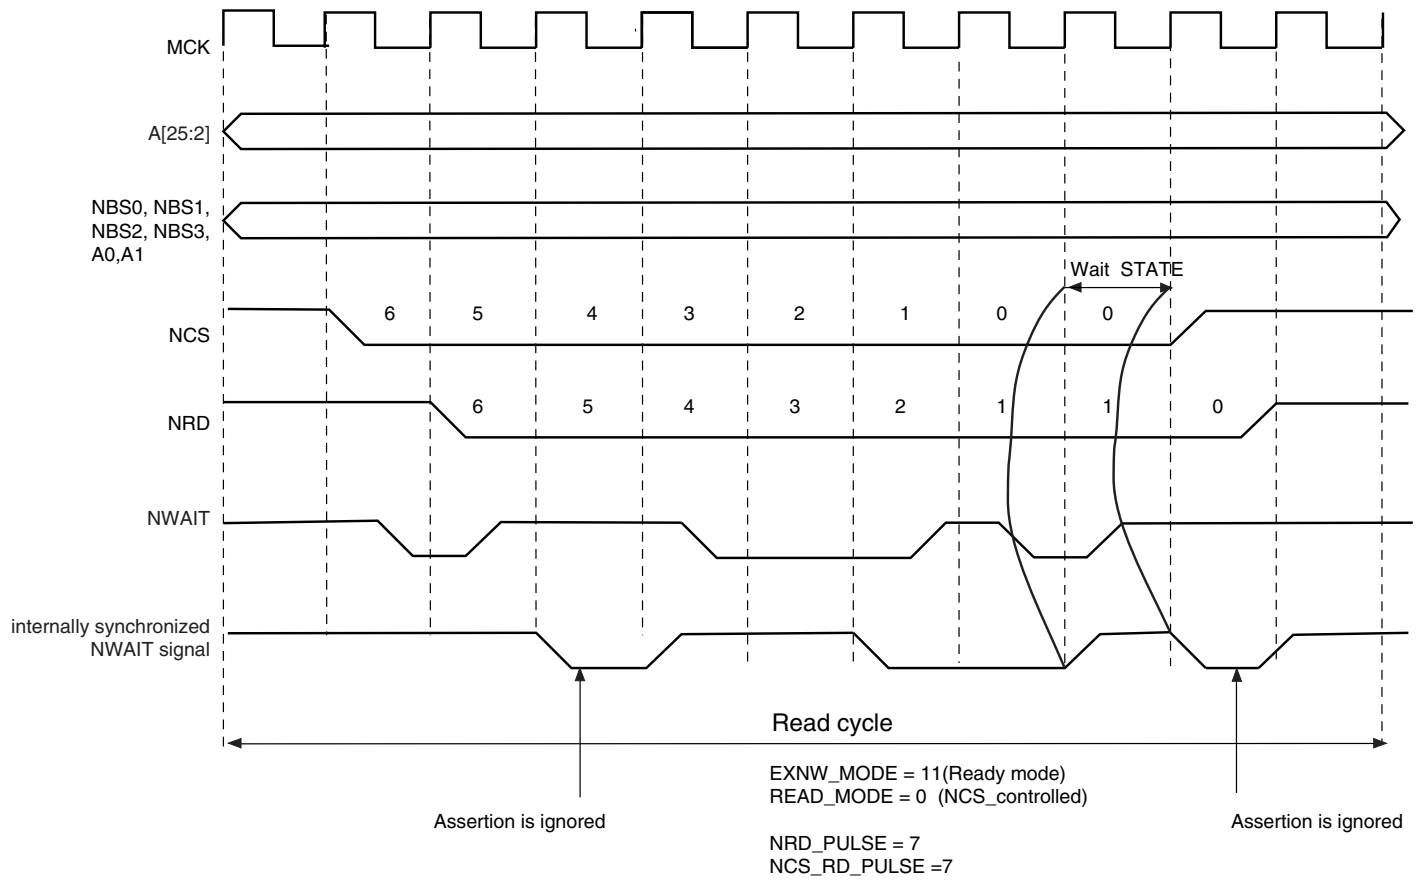 MCK
A[25:2]
NBS0, NBS1,
NBS2, NBS3,
A0,A1
Wait STATE
NCS
6 5 4 3 2 1 0 0
NRD
6 5 4 3 2 1 1 0
NWAIT
internally synchronized
NWAIT signal
Read cycle
EXNW_MODE = 11(Ready mode)
READ_MODE = 0 (NCS_controlled)
Assertion is ignored
Assertion is ignored
NRD_PULSE = 7
NCS_RD_PULSE =7